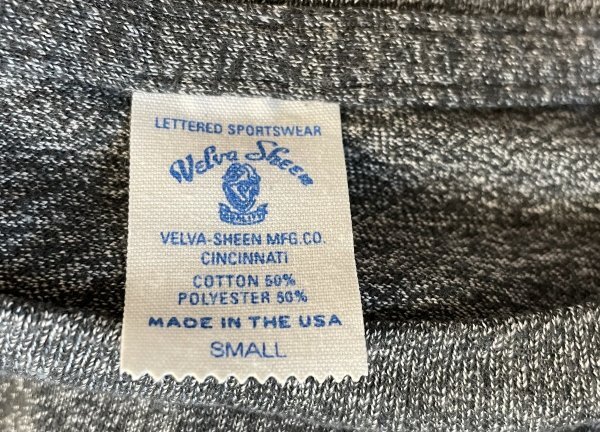 LETTERED SPORTSWEAR
Velva Sheen
VELVA-SHEEN MFG.CO.
CINCINNATI
COTTON 50%
POLYESTER 50%
MADE IN THE USA
SMALL